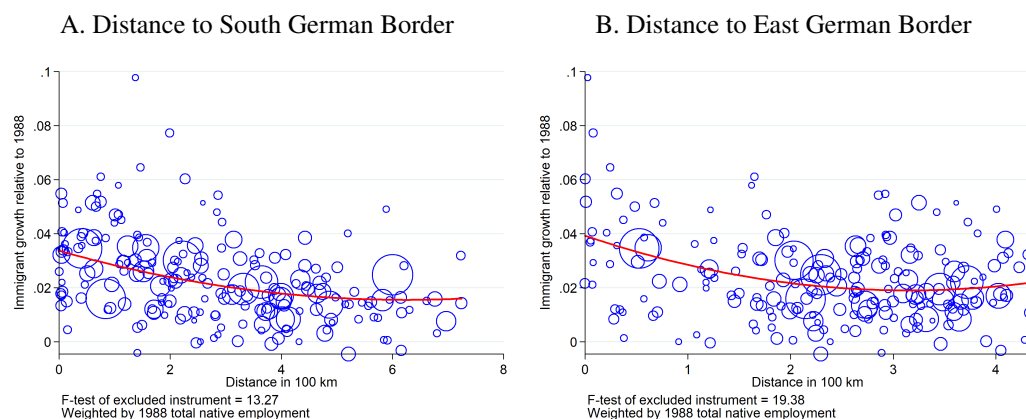 A. Distance to South German Border
Immigrant growth relative to 1988
.1
.08
.06
.04
.02
0
0 2 4 6 8
Distance in 100 km
F-test of excluded instrument = 13.27
Weighted by 1988 total native employment
B. Distance to East German Border
Immigrant growth relative to 1988
.1
.08
.06
.04
.02
0
0 1 2 3 4
Distance in 100 km
F-test of excluded instrument = 19.38
Weighted by 1988 total native employment